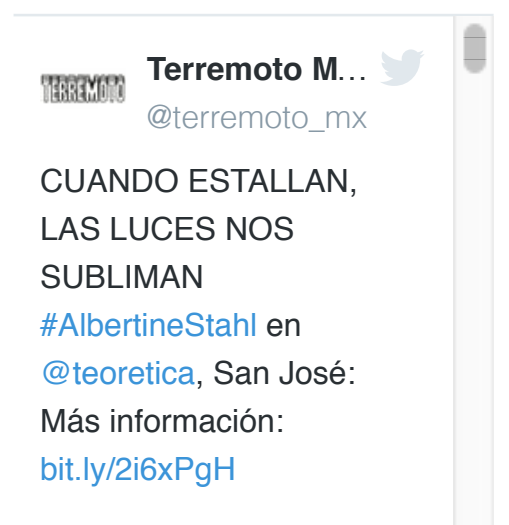 TERREMOTO
Terremoto M...
@terremoto_mx
CUANDO ESTALLAN,
LAS LUCES NOS
SUBLIMAN
#AlbertineStahl en
@teoretica, San José:
Más información:
bit.ly/2i6xPgH